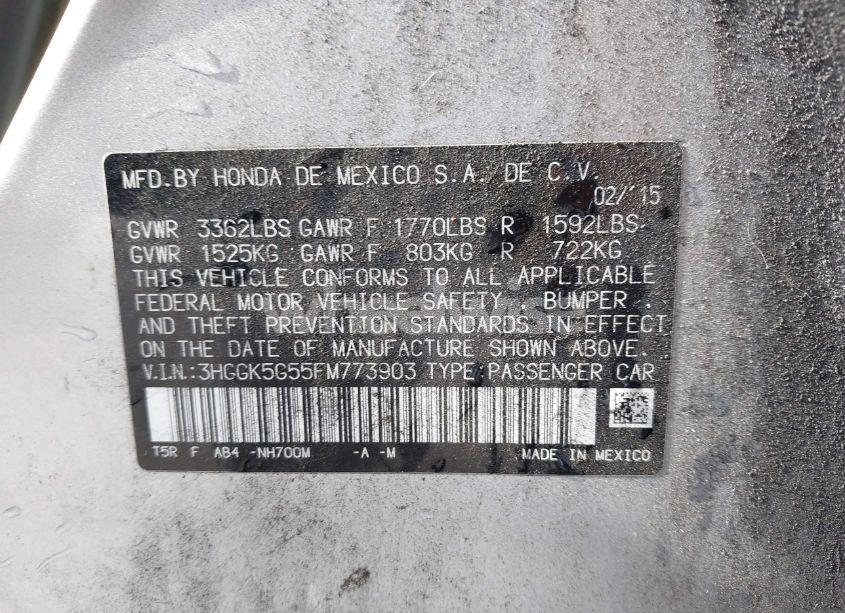 MFD.BY HONDA DE MEXICO S.A. DE C.V.
02/'15
GVWR 3362LBS GAWR F 1770LBS R 1592LBS
GVWR 1525KG GAWR F 803KG R 722KG
THIS VEHICLE CONFORMS TO ALL APPLICABLE
FEDERAL MOTOR VEHICLE SAFETY , BUMPER ,
AND THEFT PREVENTION STANDARDS IN EFFECT
ON THE DATE OF MANUFACTURE SHOWN ABOVE.
V.I.N.:3HGGK5G55FM773903 TYPE:PASSENGER CAR
T5R F AB4 -NH700M -A -M MADE IN MEXICO